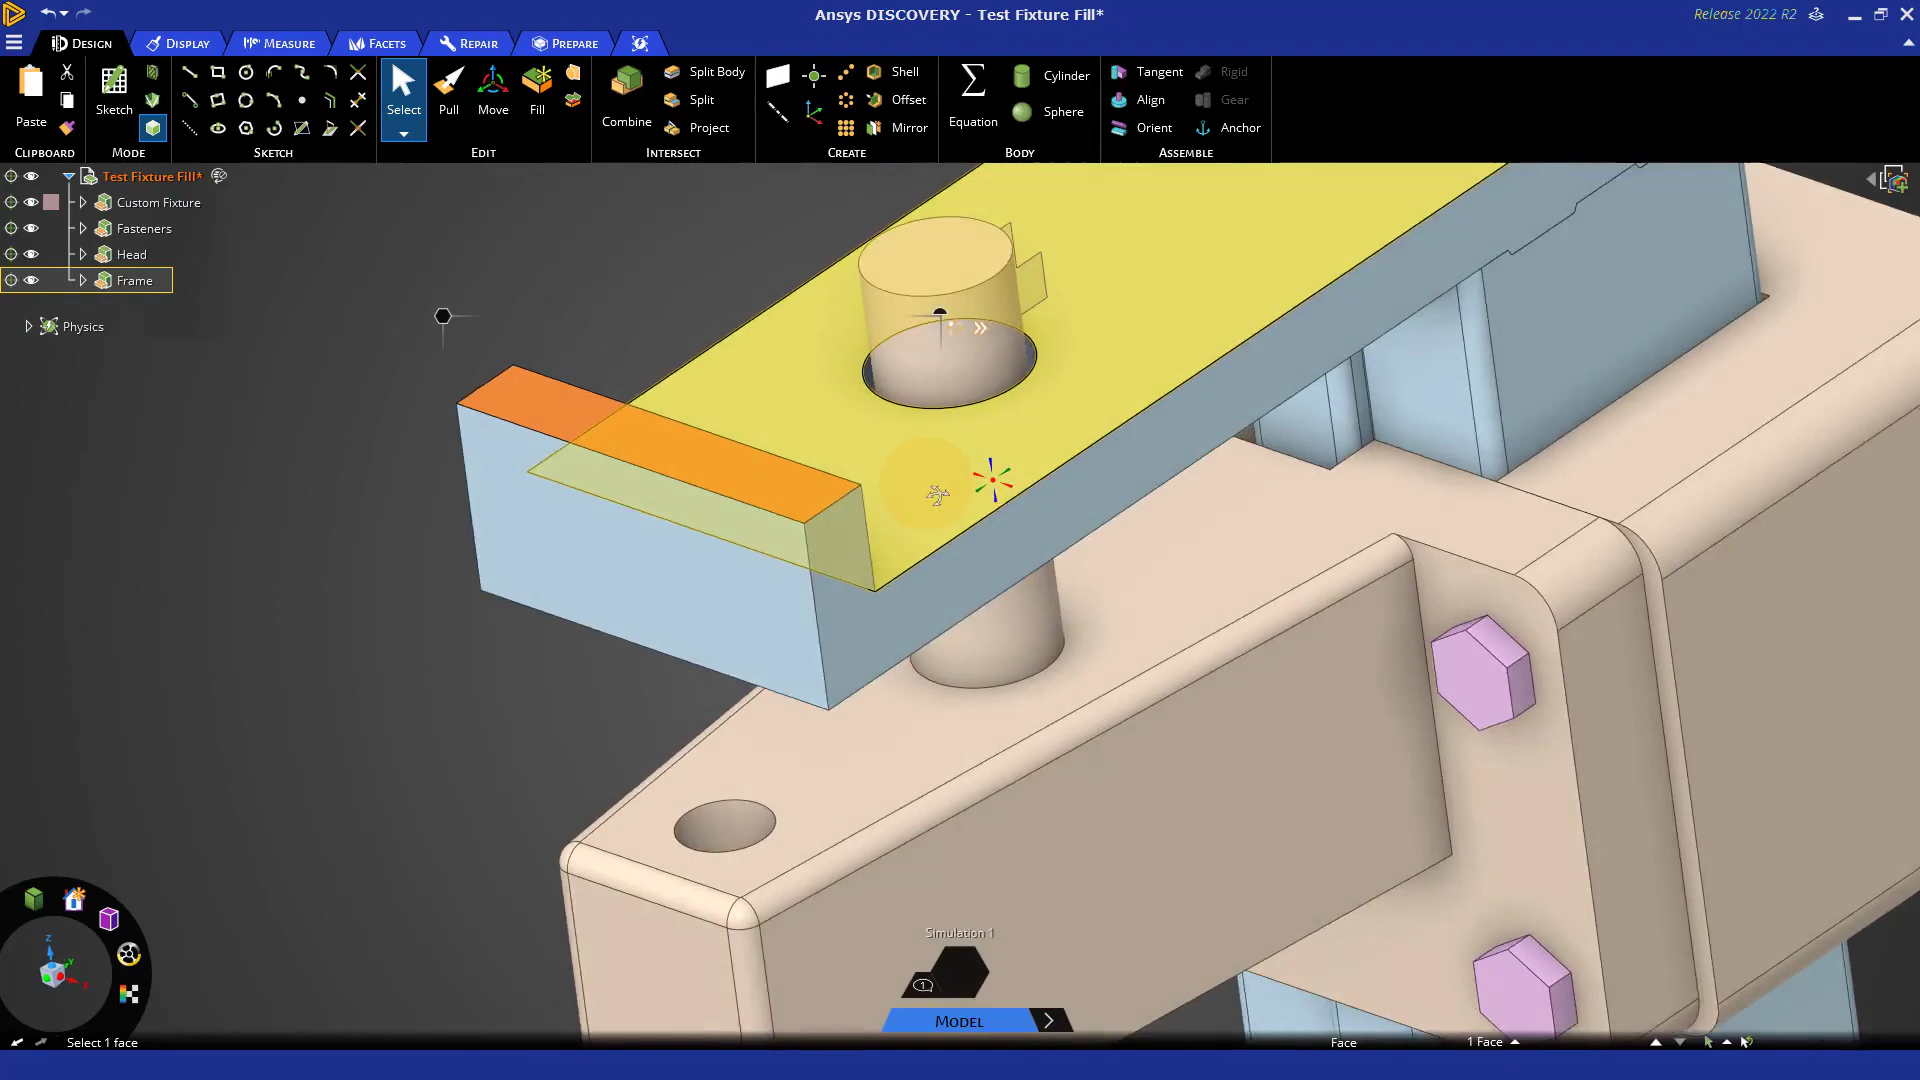 Ansys DISCOVERY - Test Fixture Fill*
Release 2022 R2
DESIGN
DISPLAY
MEASURE
FACETS
REPAIR
PREPARE
Paste
Sketch
Select
Pull
Move
Fill
Combine
Split Body
Split
Project
Shell
Offset
Mirror
Equation
Cylinder
Sphere
Tangent
Align
Orient
Rigid
Gear
Anchor
CLIPBOARD
MODE
SKETCH
EDIT
INTERSECT
CREATE
BODY
ASSEMBLE
Test Fixture Fill*
Custom Fixture
Fasteners
Head
Frame
Physics
Z
Y
X
Simulation 1
1
MODEL
Select 1 face
Face
1 Face